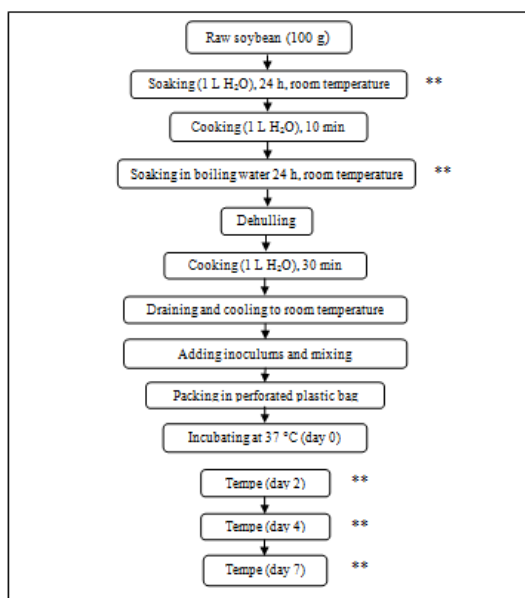 Raw soybean (100 g)
Soaking (1 L H₂O), 24 h, room temperature **
Cooking (1 L H₂O), 10 min
Soaking in boiling water 24 h, room temperature **
Dehulling
Cooking (1 L H₂O), 30 min
Draining and cooling to room temperature
Adding inoculums and mixing
Packing in perforated plastic bag
Incubating at 37 °C (day 0)
Tempe (day 2) **
Tempe (day 4) **
Tempe (day 7) **